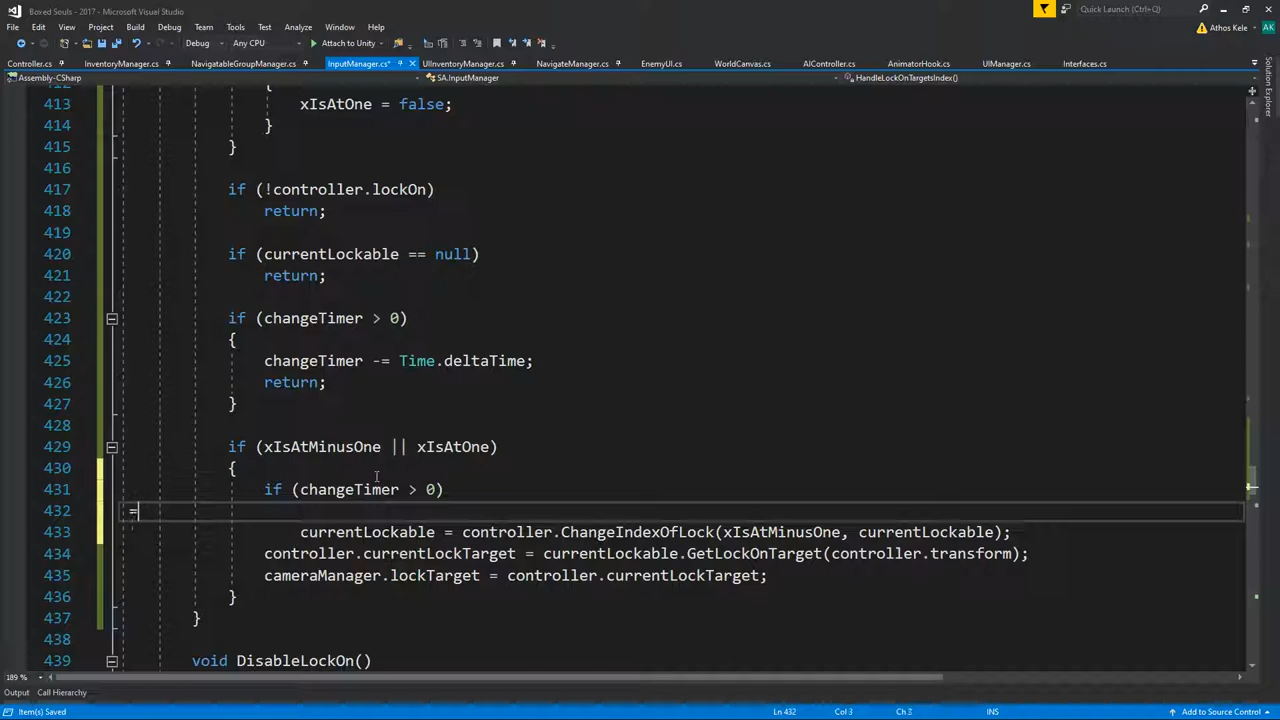 Bored Souls - 2017 - Microsoft Visual Studio
Quick Launch (Ctrl+Q)
File Edit View Project Build Debug Team Tools Test Analyze Window Help
Athos Kele AK
Debug Any CPU Attach to Unity
Controller.cs InventoryManager.cs NavigatableGroupManager.cs InputManager.cs* UIInventoryManager.cs NavigateManager.cs EnemyUI.cs WorldCanvas.cs AIController.cs AnimatorHook.cs UIManager.cs Interfaces.cs
Assembly-CSharp SA.InputManager HandleLockOnTargetsIndex()
Solution Explorer
412 {
413 xIsAtOne = false;
414 }
415 }
416
417 if (!controller.lockOn)
418 return;
419
420 if (currentLockable == null)
421 return;
422
423 if (changeTimer > 0)
424 {
425 changeTimer -= Time.deltaTime;
426 return;
427 }
428
429 if (xIsAtMinusOne || xIsAtOne)
430 {
431 if (changeTimer > 0)
432 =
433 currentLockable = controller.ChangeIndexOfLock(xIsAtMinusOne, currentLockable);
434 controller.currentLockTarget = currentLockable.GetLockOnTarget(controller.transform);
435 cameraManager.lockTarget = controller.currentLockTarget;
436 }
437 }
438
439 void DisableLockOn()
189 %
Output Call Hierarchy
Item(s) Saved Ln 432 Col 3 Ch 3 INS Add to Source Control